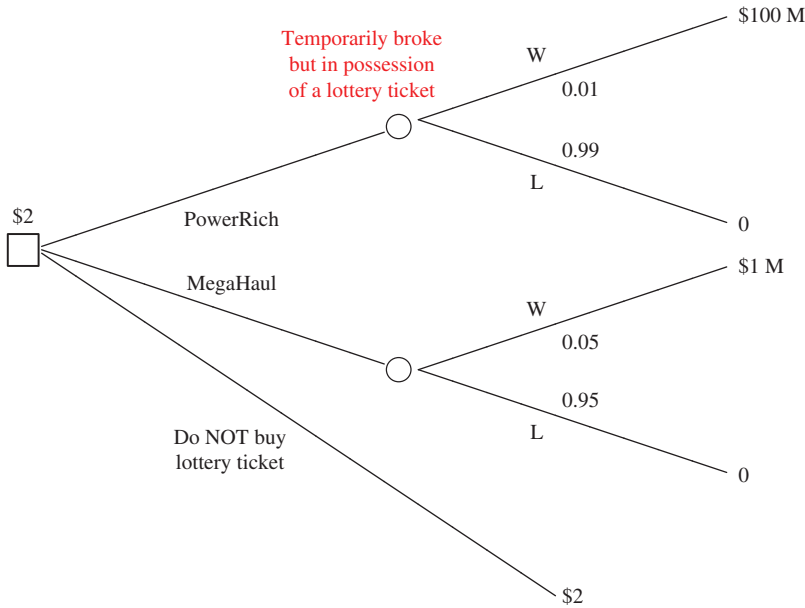 Temporarily broke
but in possession
of a lottery ticket
$100 M
W
0.01
0.99
L
0
$2
PowerRich
MegaHaul
$1 M
W
0.05
0.95
L
0
Do NOT buy
lottery ticket
$2